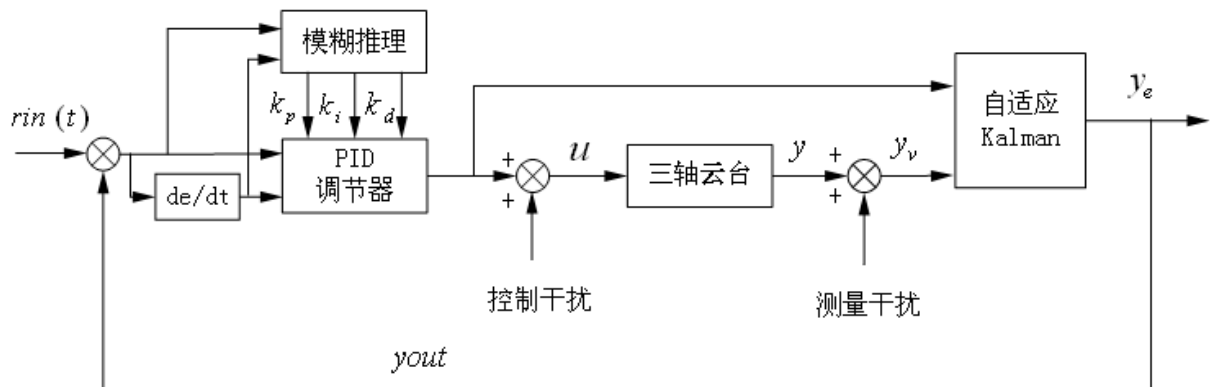 模糊推理
k_p k_i k_d
rin (t)
PID
调节器
de/dt
+
+
u
三轴云台
y
+
+
y_v
自适应
Kalman
y_e
控制干扰
测量干扰
yout